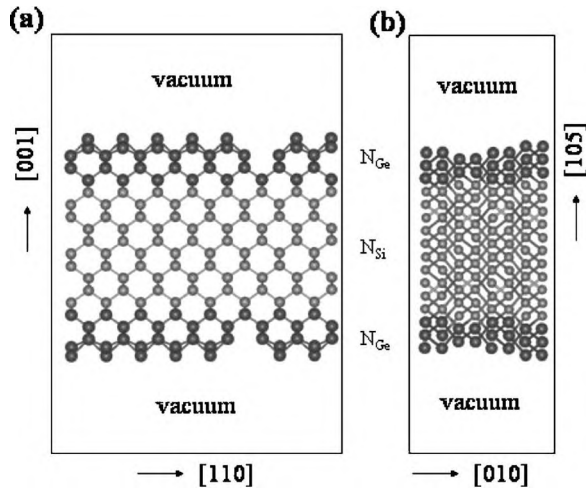 (a)
vacuum
[001]
vacuum
[110]
N_Ge
N_Si
N_Ge
(b)
vacuum
[105]
vacuum
[010]